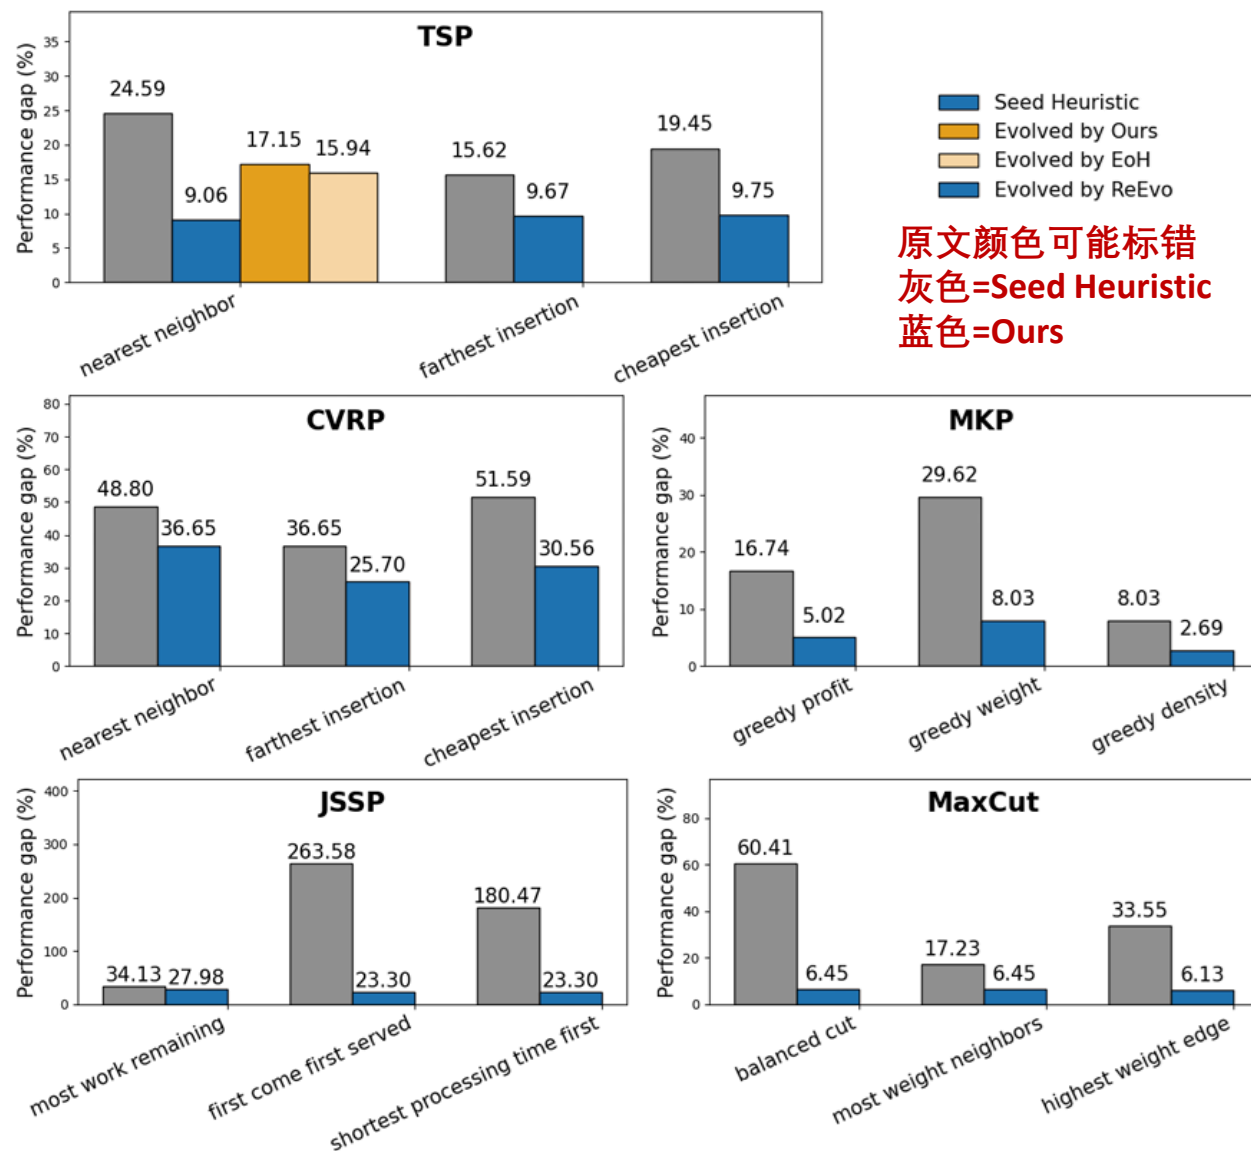 TSP
Performance gap (%)
35
30
25
20
15
10
5
0
24.59
9.06
17.15
15.94
15.62
9.67
19.45
9.75
nearest neighbor
farthest insertion
cheapest insertion
Seed Heuristic
Evolved by Ours
Evolved by EoH
Evolved by ReEvo
原文颜色可能标错
灰色=Seed Heuristic
蓝色=Ours
CVRP
Performance gap (%)
80
70
60
50
40
30
20
10
0
48.80
36.65
36.65
25.70
51.59
30.56
nearest neighbor
farthest insertion
cheapest insertion
MKP
Performance gap (%)
40
30
20
10
0
16.74
5.02
29.62
8.03
8.03
2.69
greedy profit
greedy weight
greedy density
JSSP
Performance gap (%)
400
300
200
100
0
34.13
27.98
263.58
23.30
180.47
23.30
most work remaining
first come first served
shortest processing time first
MaxCut
Performance gap (%)
80
60
40
20
0
60.41
6.45
17.23
6.45
33.55
6.13
balanced cut
most weight neighbors
highest weight edge